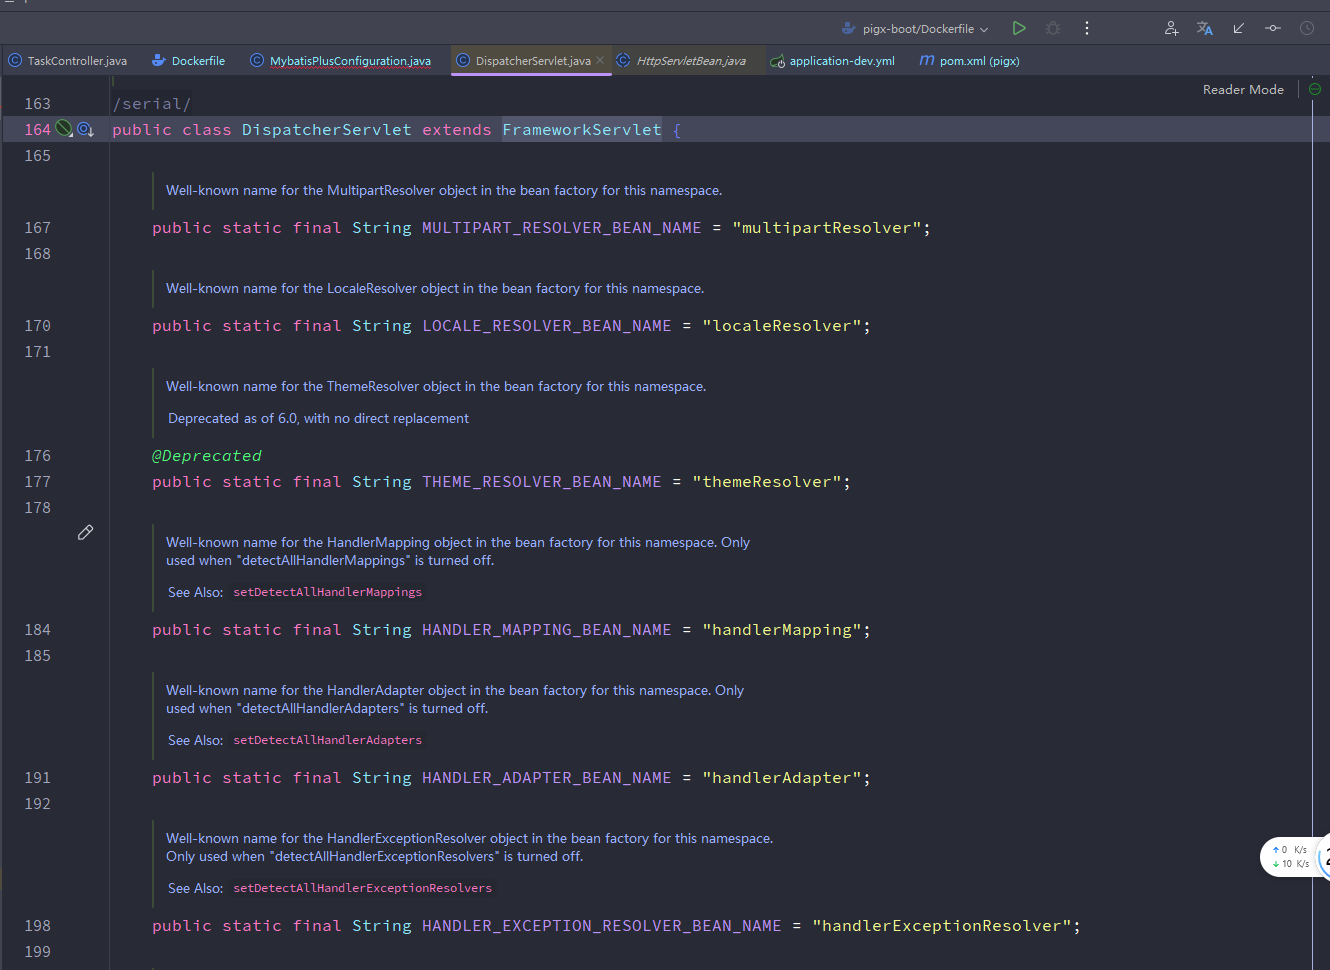 pigx-boot/Dockerfile
TaskController.java
Dockerfile
MybatisPlusConfiguration.java
DispatcherServlet.java
HttpServletBean.java
application-dev.yml
pom.xml (pigx)
Reader Mode
163 /serial/
164 public class DispatcherServlet extends FrameworkServlet {
165
Well-known name for the MultipartResolver object in the bean factory for this namespace.
167 public static final String MULTIPART_RESOLVER_BEAN_NAME = "multipartResolver";
168
Well-known name for the LocaleResolver object in the bean factory for this namespace.
170 public static final String LOCALE_RESOLVER_BEAN_NAME = "localeResolver";
171
Well-known name for the ThemeResolver object in the bean factory for this namespace.
Deprecated as of 6.0, with no direct replacement
176 @Deprecated
177 public static final String THEME_RESOLVER_BEAN_NAME = "themeResolver";
178
Well-known name for the HandlerMapping object in the bean factory for this namespace. Only
used when "detectAllHandlerMappings" is turned off.
See Also: setDetectAllHandlerMappings
184 public static final String HANDLER_MAPPING_BEAN_NAME = "handlerMapping";
185
Well-known name for the HandlerAdapter object in the bean factory for this namespace. Only
used when "detectAllHandlerAdapters" is turned off.
See Also: setDetectAllHandlerAdapters
191 public static final String HANDLER_ADAPTER_BEAN_NAME = "handlerAdapter";
192
Well-known name for the HandlerExceptionResolver object in the bean factory for this namespace.
Only used when "detectAllHandlerExceptionResolvers" is turned off.
See Also: setDetectAllHandlerExceptionResolvers
198 public static final String HANDLER_EXCEPTION_RESOLVER_BEAN_NAME = "handlerExceptionResolver";
199
↑ 0 K/s
↓ 10 K/s